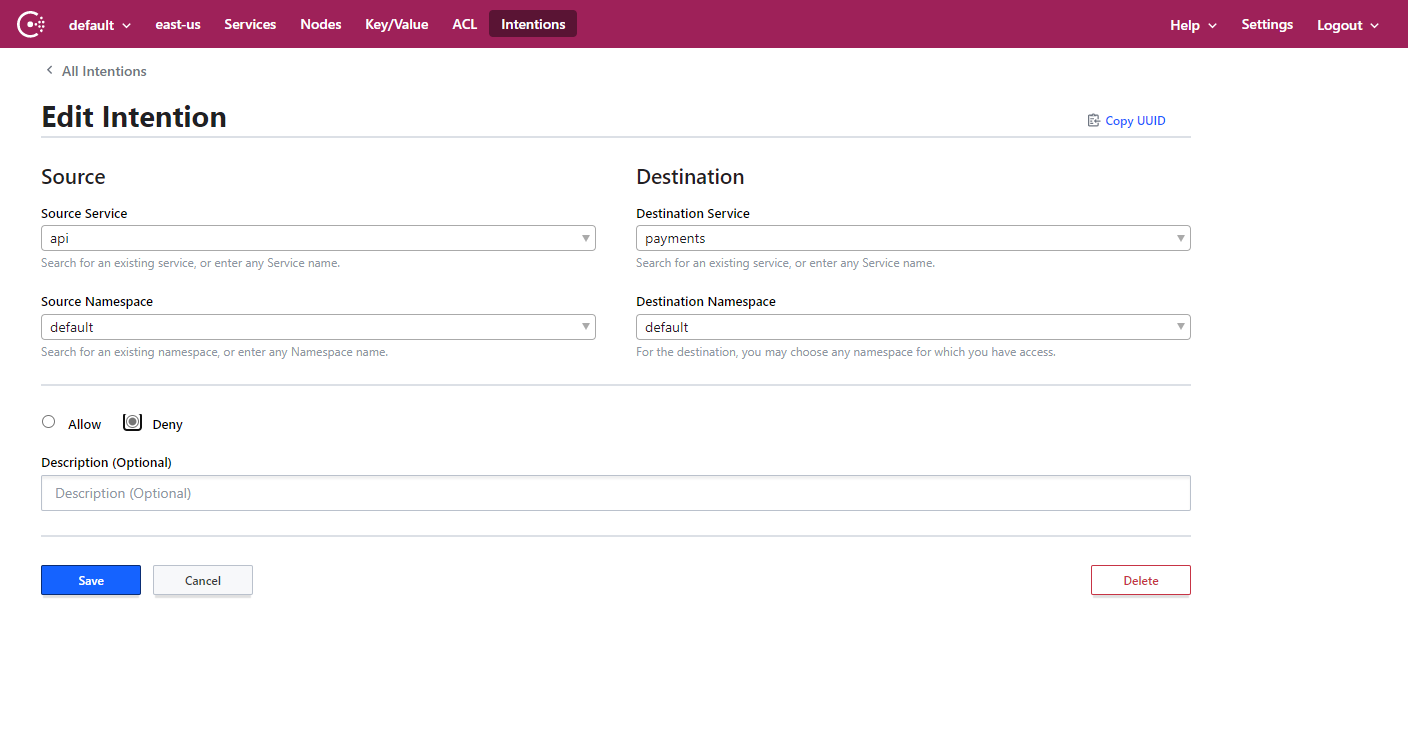 default east-us Services Nodes Key/Value ACL Intentions Help Settings Logout
All Intentions
Edit Intention
Copy UUID
Source
Destination
Source Service
Destination Service
api
payments
Search for an existing service, or enter any Service name.
Search for an existing service, or enter any Service name.
Source Namespace
Destination Namespace
default
default
Search for an existing namespace, or enter any Namespace name.
For the destination, you may choose any namespace for which you have access.
Allow Deny
Description (Optional)
Description (Optional)
Save Cancel Delete